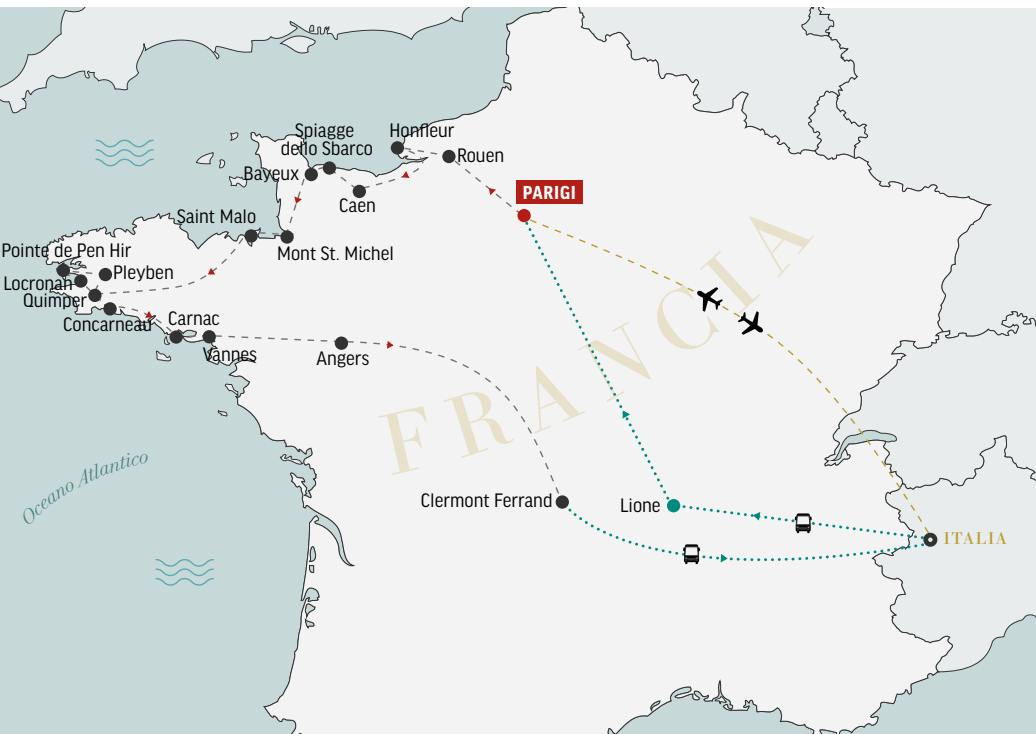 Spiagge
dello Sbarco
Honfleur
Rouen
Bayeux
Caen
PARIGI
Saint Malo
Mont St. Michel
Pointe de Pen Hir
Pleyben
Locronan
Quimper
Concarneau
Carnac
Vannes
Angers
FRANCIA
Oceano Atlantico
Clermont Ferrand
Lione
ITALIA